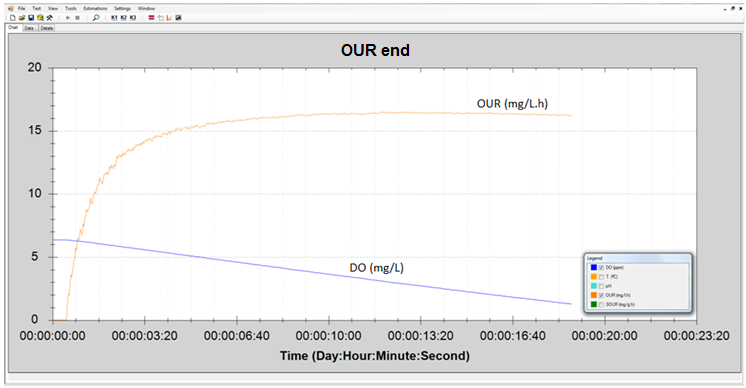 File Test View Tools Estimations Settings Window
Chart Data Details
OUR end
20
15
10
5
0
OUR (mg/L.h)
DO (mg/L)
Legend
DO (ppm)
T. (ºC)
pH
OUR (mg/l·h)
SOUR (mg/g·h)
00:00:00:00 00:00:03:20 00:00:06:40 00:00:10:00 00:00:13:20 00:00:16:40 00:00:20:00 00:00:23:20
Time (Day:Hour:Minute:Second)